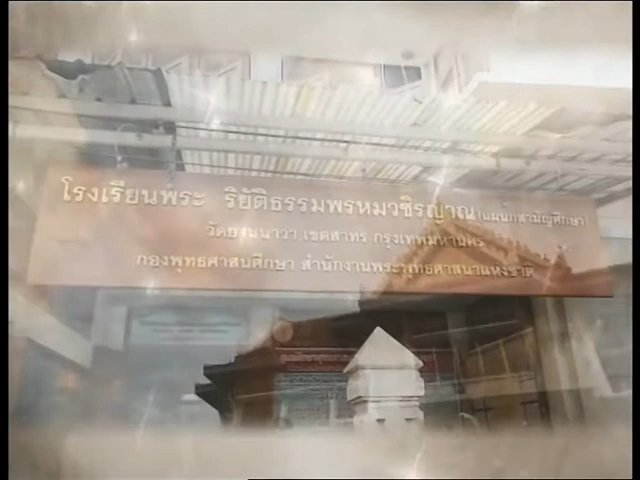 โรงเรียนพระ ริยัติธรรมพรหมวชิรญาณ (แผนกสามัญศึกษา)
วัดยานนาวา เขตสาทร กรุงเทพมหานคร
กองพุทธศาสนศึกษา สำนักงานพระพุทธศาสนาแห่งชาติ